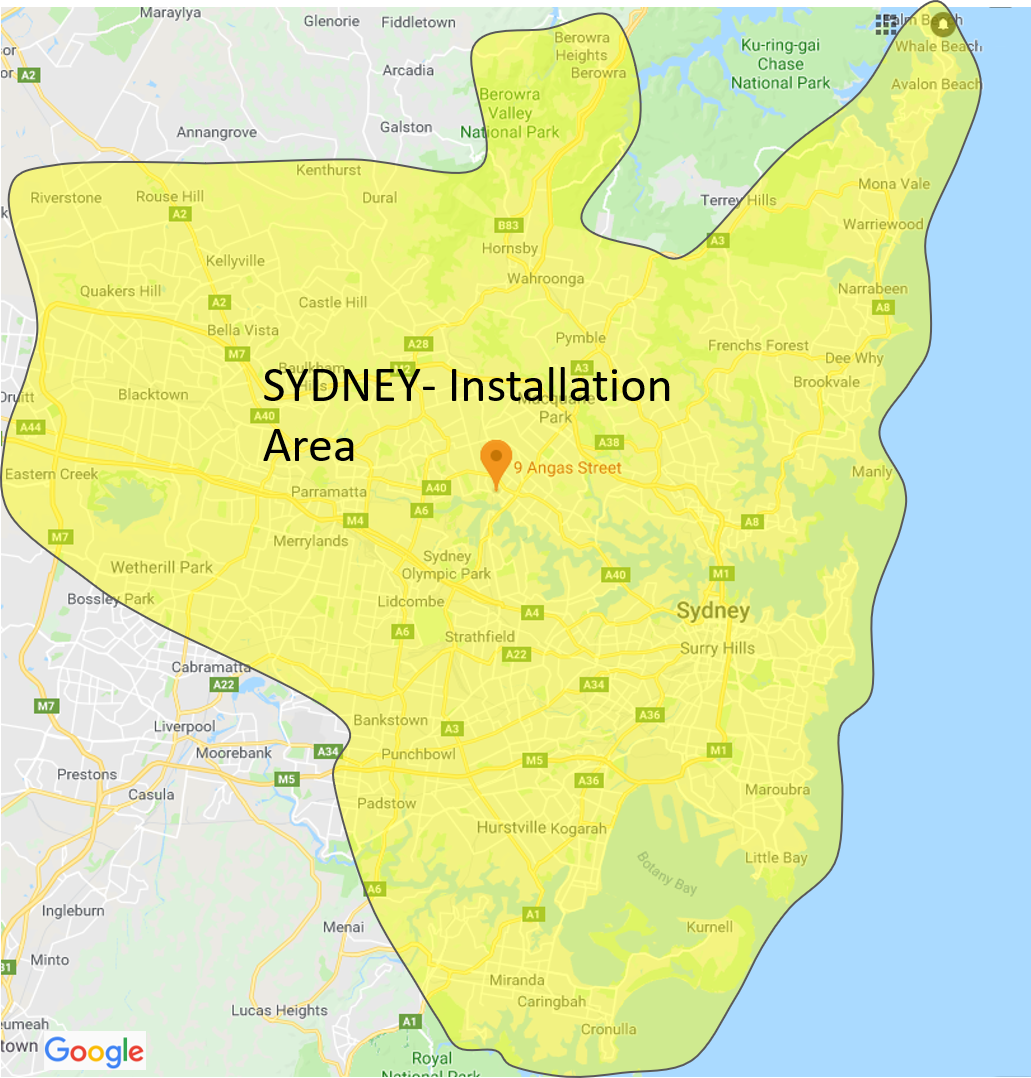 Maraylya
Glenorie
Fiddletown
Palm Beach
Berowra
Heights
Ku-ring-gai
Chase
National Park
Whale Beach
or
A2
Arcadia
Berowra
Avalon Beach
Berowra
Valley
National Park
Annangrove
Galston
Kenthurst
Riverstone
Rouse Hill
Dural
Mona Vale
Terrey Hills
A2
B83
Warriewood
Hornsby
A3
Kellyville
Wahroonga
Quakers Hill
Castle Hill
Narrabeen
A2
A8
Bella Vista
Pymble
A28
Frenchs Forest
M7
Dee Why
Baulkham
Hills
A3
Brookvale
SYDNEY- Installation
Area
Druitt
Blacktown
Macquarie
Park
A40
A44
A38
Eastern Creek
9 Angas Street
Manly
Parramatta
A40
A6
M4
A8
M7
Merrylands
Sydney
Olympic Park
Wetherill Park
A40
M1
Bossley Park
Lidcombe
A4
Sydney
A6
Strathfield
A22
Surry Hills
Cabramatta
A22
A34
M7
Bankstown
A36
Liverpool
A3
Moorebank
A34
Punchbowl
M1
M5
Prestons
M5
A36
Casula
Padstow
Maroubra
Hurstville
Kogarah
Little Bay
Botany Bay
A6
Ingleburn
A1
Menai
Kurnell
Minto
31
Miranda
Caringbah
Lucas Heights
A1
Cronulla
eumeah
town
Google
Royal
National Park